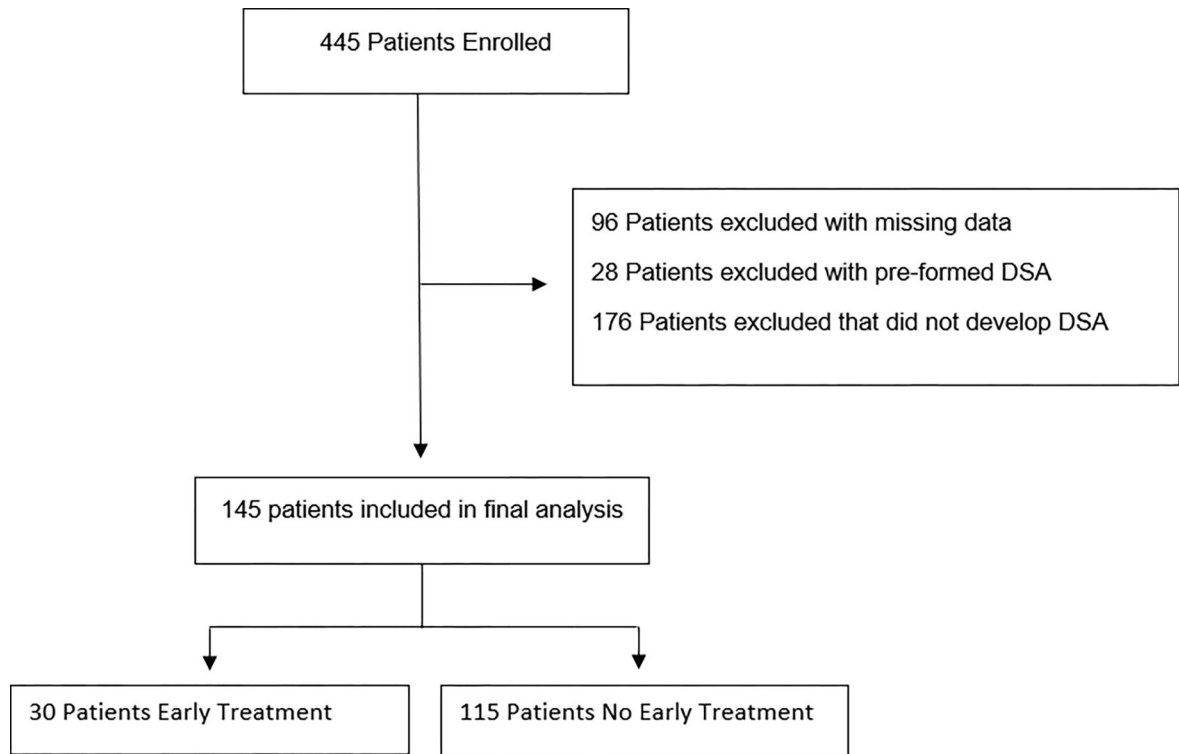 445 Patients Enrolled
96 Patients excluded with missing data
28 Patients excluded with pre-formed DSA
176 Patients excluded that did not develop DSA
145 patients included in final analysis
30 Patients Early Treatment
115 Patients No Early Treatment